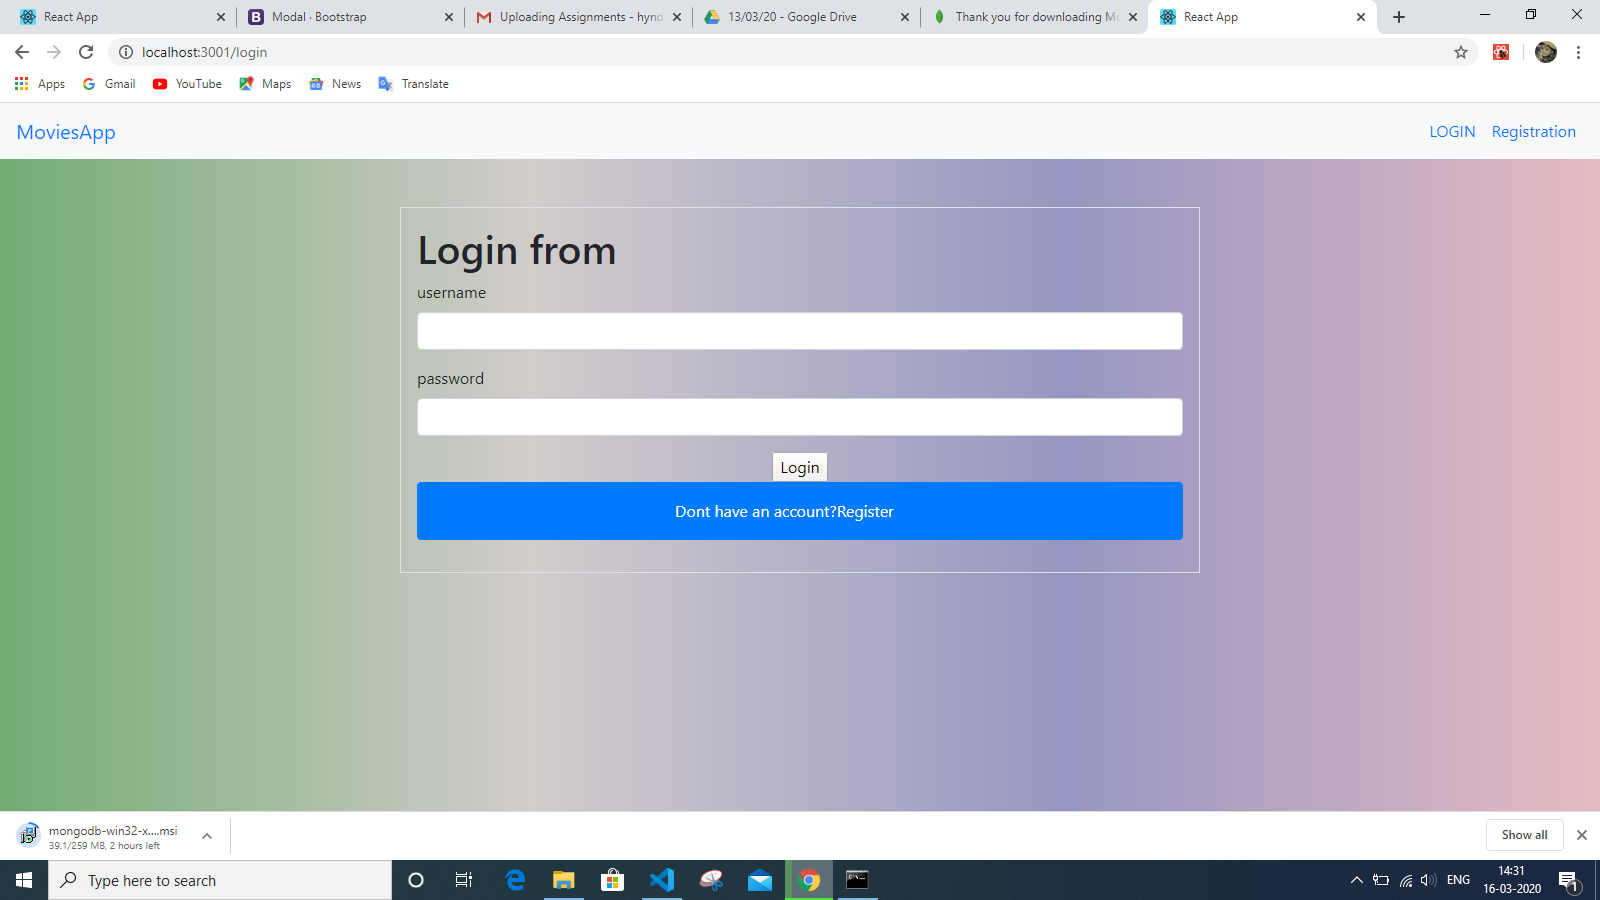 React App
Modal · Bootstrap
Uploading Assignments - hynd
13/03/20 - Google Drive
Thank you for downloading Mo
React App
localhost:3001/login
Apps
Gmail
YouTube
Maps
News
Translate
MoviesApp
LOGIN
Registration
Login from
username
password
Login
Dont have an account?Register
mongodb-win32-x....msi
39.1/259 MB, 2 hours left
Show all
Type here to search
ENG
14:31
16-03-2020
1